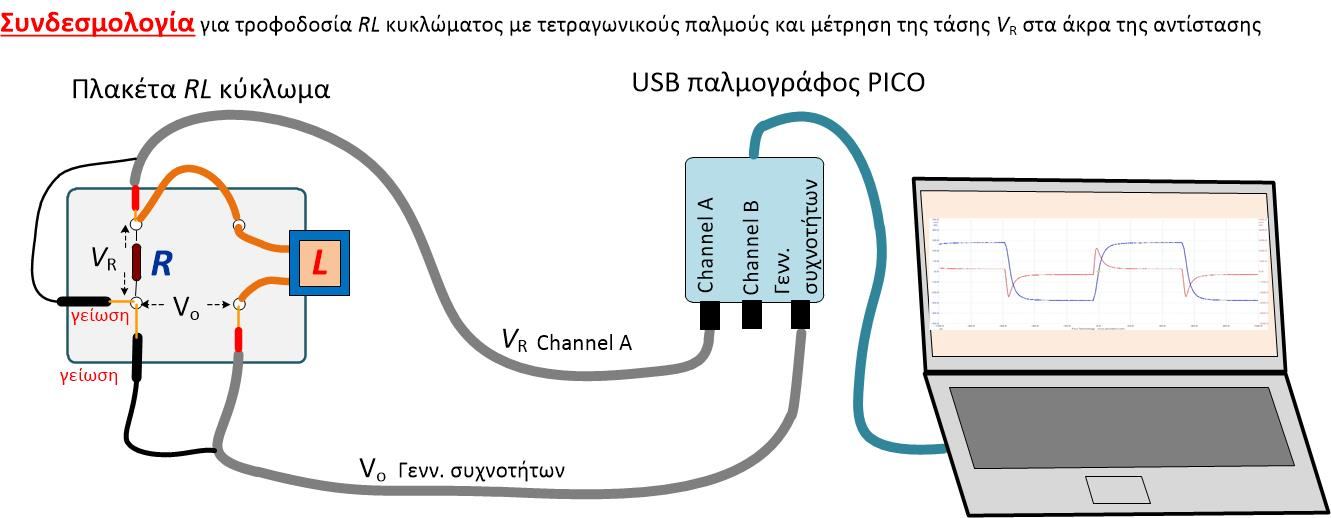 Συνδεσμολογία για τροφοδοσία RL κυκλώματος με τετραγωνικούς παλμούς και μέτρηση της τάσης VR στα άκρα της αντίστασης
Πλακέτα RL κύκλωμα
USB παλμογράφος PICO
Channel A
Channel B
Γενν.
συχνοτήτων
VR
R
L
Vo
γείωση
γείωση
VR Channel A
Vo Γενν. συχνοτήτων